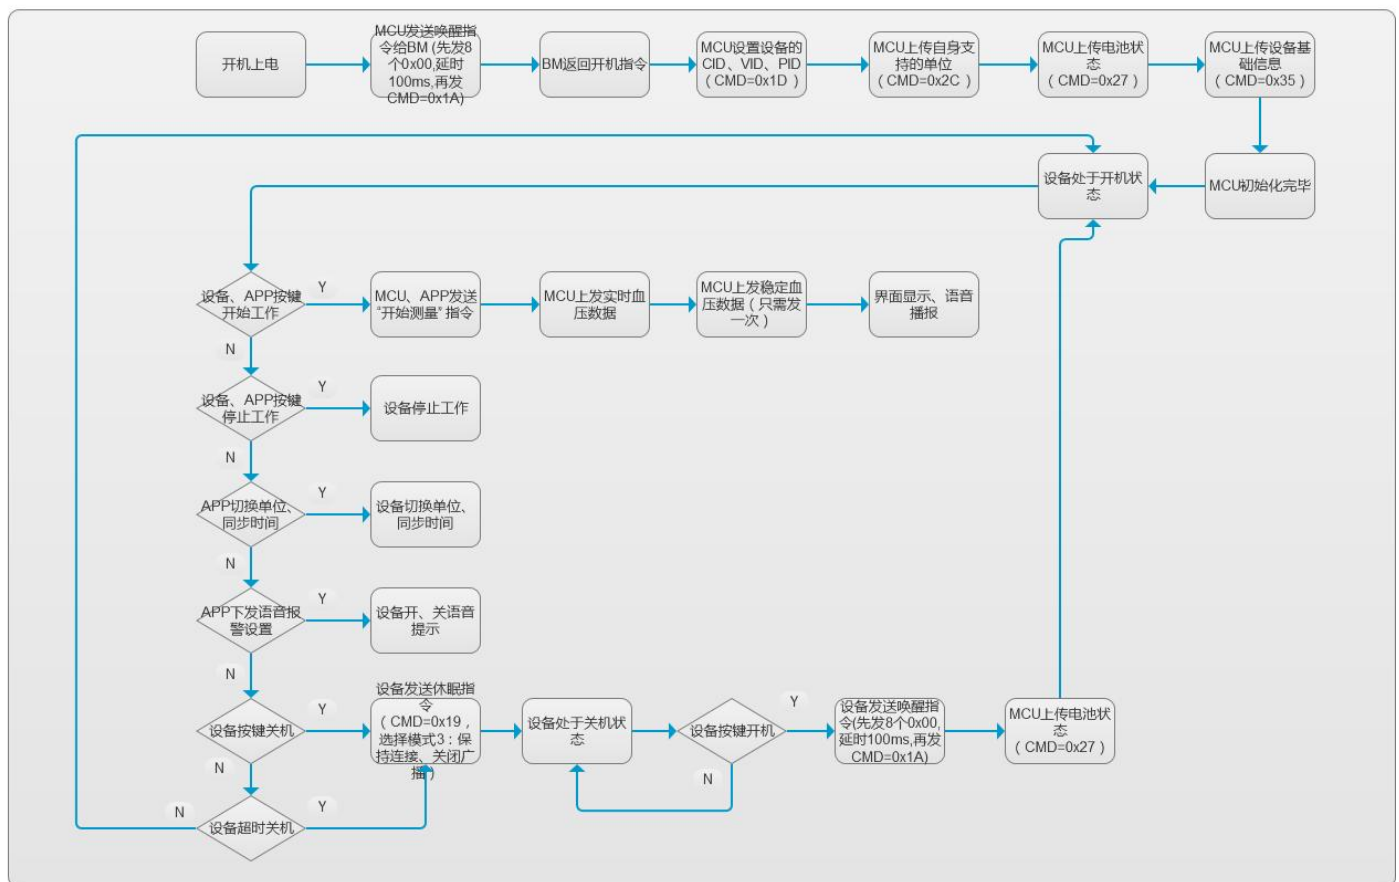 开机上电
MCU发送唤醒指
令给BM (先发8
个0x00,延时
100ms,再发
CMD=0x1A)
BM返回开机指令
MCU设置设备的
CID、VID、PID
（CMD=0x1D）
MCU上传自身支
持的单位
（CMD=0x2C）
MCU上传电池状
态
（CMD=0x27）
MCU上传设备基
础信息
（CMD=0x35）
设备处于开机状
态
MCU初始化完毕
设备、APP按键
开始工作
Y
MCU、APP发送
“开始测量” 指令
MCU上发实时血
压数据
MCU上发稳定血
压数据（只需发
一次）
界面显示、语音
播报
N
设备、APP按键
停止工作
Y
设备停止工作
N
APP切换单位、
同步时间
Y
设备切换单位、
同步时间
N
APP下发语音报
警设置
Y
设备开、关语音
提示
N
设备按键关机
Y
设备发送休眠指
令
（CMD=0x19，
选择模式3：保
持连接、关闭广
播）
设备处于关机状
态
设备按键开机
Y
设备发送唤醒指
令(先发8个0x00,
延时100ms,再发
CMD=0x1A)
MCU上传电池状
态
（CMD=0x27）
N
N
N
设备超时关机
Y